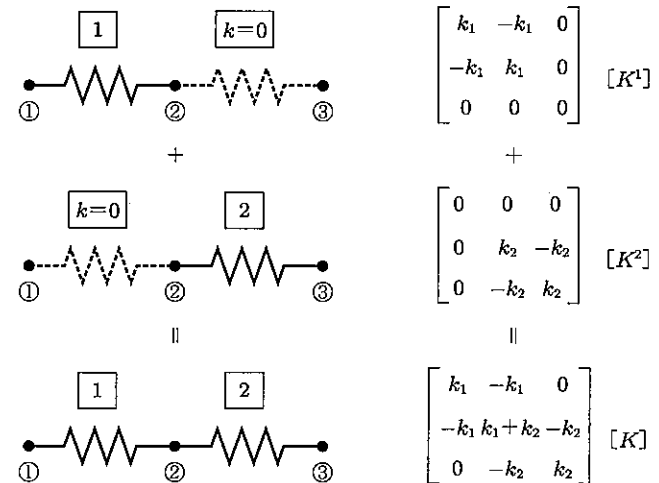 1 k=0
① ② ③
k₁ −k₁ 0
−k₁ k₁ 0 [K¹]
0 0 0
+ +
k=0 2
① ② ③
0 0 0
0 k₂ −k₂ [K²]
0 −k₂ k₂
॥ ॥
1 2
① ② ③
k₁ −k₁ 0
−k₁ k₁+k₂ −k₂ [K]
0 −k₂ k₂